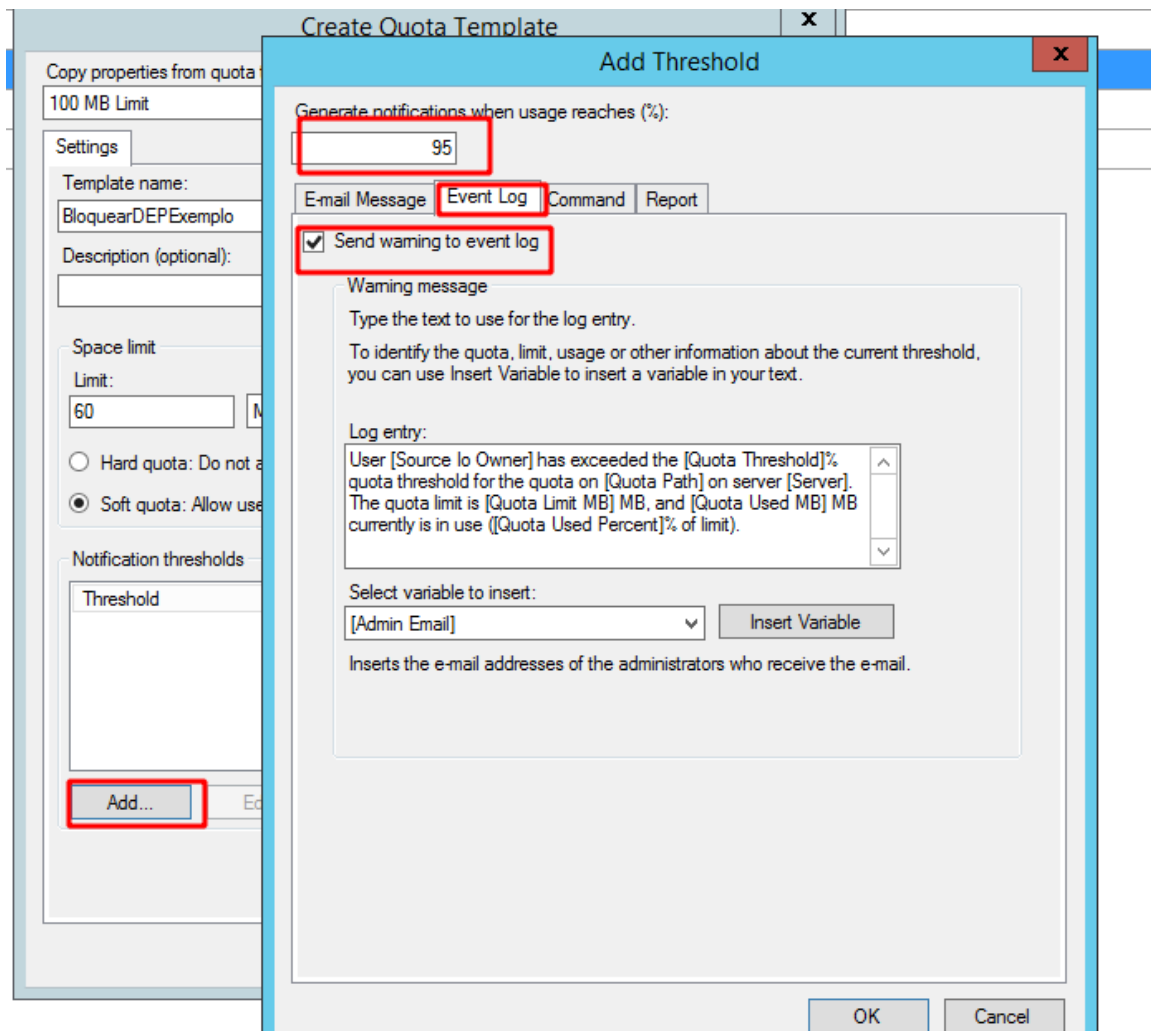 Create Quota Template
x
Copy properties from quota
100 MB Limit
Settings
Template name:
BloquearDEPExemplo
Description (optional):
Space limit
Limit:
60
Hard quota: Do not a
Soft quota: Allow use
Notification thresholds
Threshold
Add...
Ed
Add Threshold
x
Generate notifications when usage reaches (%):
95
E-mail Message
Event Log
Command
Report
Send warning to event log
Warning message
Type the text to use for the log entry.
To identify the quota, limit, usage or other information about the current threshold,
you can use Insert Variable to insert a variable in your text.
Log entry:
User [Source Io Owner] has exceeded the [Quota Threshold]%
quota threshold for the quota on [Quota Path] on server [Server].
The quota limit is [Quota Limit MB] MB, and [Quota Used MB] MB
currently is in use ([Quota Used Percent]% of limit).
Select variable to insert:
[Admin Email]
Insert Variable
Inserts the e-mail addresses of the administrators who receive the e-mail.
OK
Cancel